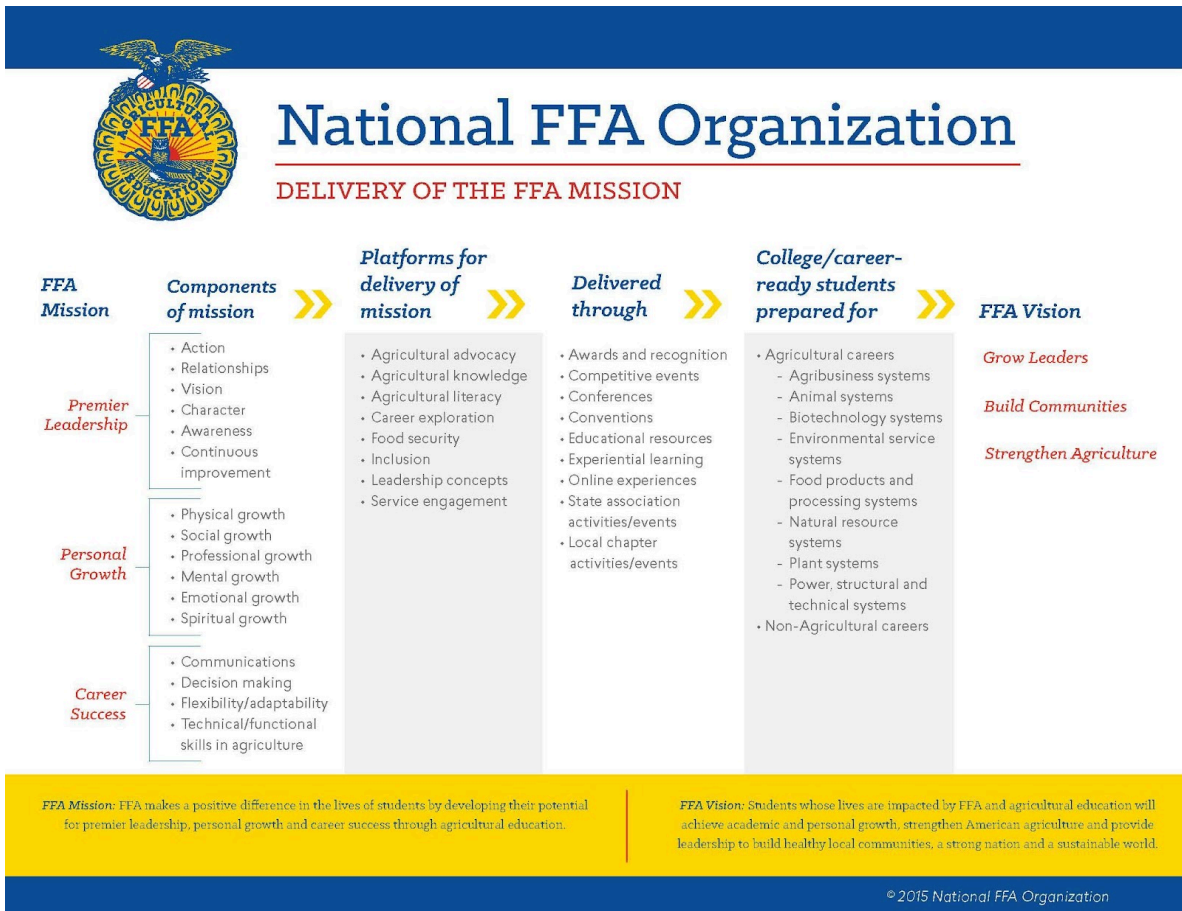 AGRICULTURAL
FFA
EDUCATION
National FFA Organization
DELIVERY OF THE FFA MISSION
FFA
Mission
Components
of mission
Platforms for
delivery of
mission
Delivered
through
College/career-
ready students
prepared for
FFA Vision
Premier
Leadership
• Action
• Relationships
• Vision
• Character
• Awareness
• Continuous
improvement
Personal
Growth
• Physical growth
• Social growth
• Professional growth
• Mental growth
• Emotional growth
• Spiritual growth
Career
Success
• Communications
• Decision making
• Flexibility/adaptability
• Technical/functional
skills in agriculture
• Agricultural advocacy
• Agricultural knowledge
• Agricultural literacy
• Career exploration
• Food security
• Inclusion
• Leadership concepts
• Service engagement
• Awards and recognition
• Competitive events
• Conferences
• Conventions
• Educational resources
• Experiential learning
• Online experiences
• State association
activities/events
• Local chapter
activities/events
• Agricultural careers
- Agribusiness systems
- Animal systems
- Biotechnology systems
- Environmental service
systems
- Food products and
processing systems
- Natural resource
systems
- Plant systems
- Power, structural and
technical systems
• Non-Agricultural careers
Grow Leaders
Build Communities
Strengthen Agriculture
FFA Mission: FFA makes a positive difference in the lives of students by developing their potential
for premier leadership, personal growth and career success through agricultural education.
FFA Vision: Students whose lives are impacted by FFA and agricultural education will
achieve academic and personal growth, strengthen American agriculture and provide
leadership to build healthy local communities, a strong nation and a sustainable world.
© 2015 National FFA Organization